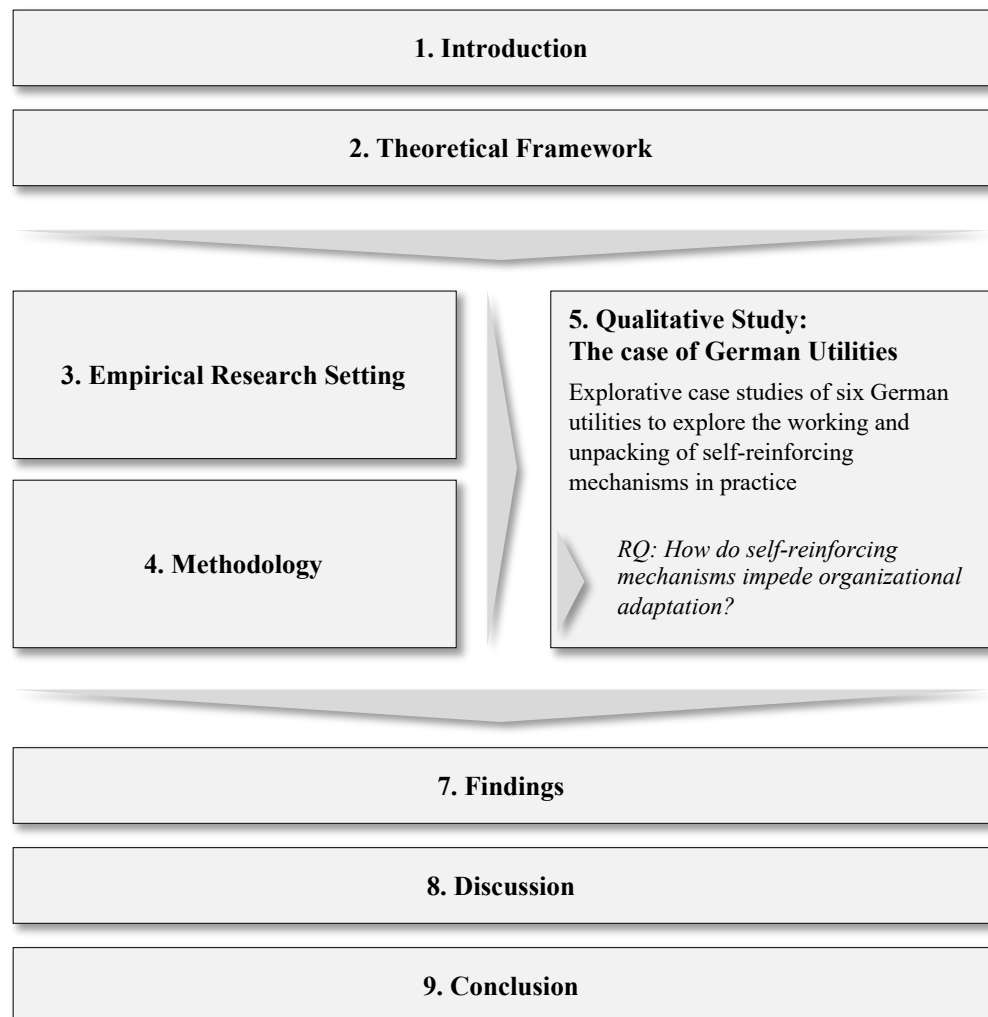 1. Introduction
2. Theoretical Framework
3. Empirical Research Setting
4. Methodology
5. Qualitative Study:
The case of German Utilities
Explorative case studies of six German
utilities to explore the working and
unpacking of self-reinforcing
mechanisms in practice
RQ: How do self-reinforcing
mechanisms impede organizational
adaptation?
7. Findings
8. Discussion
9. Conclusion